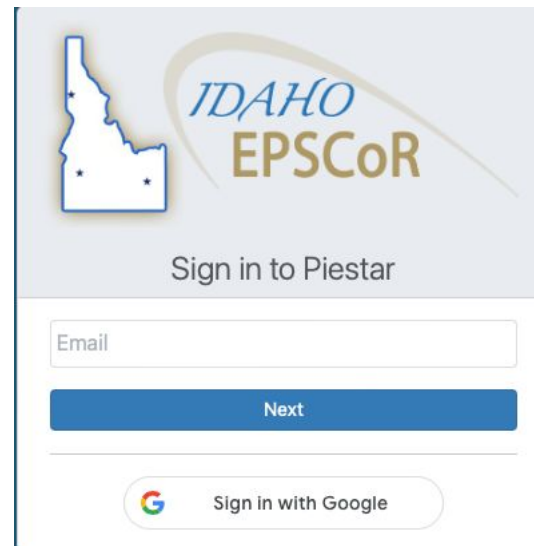 IDAHO
EPSCoR
Sign in to Piestar
Email
Next
Sign in with Google